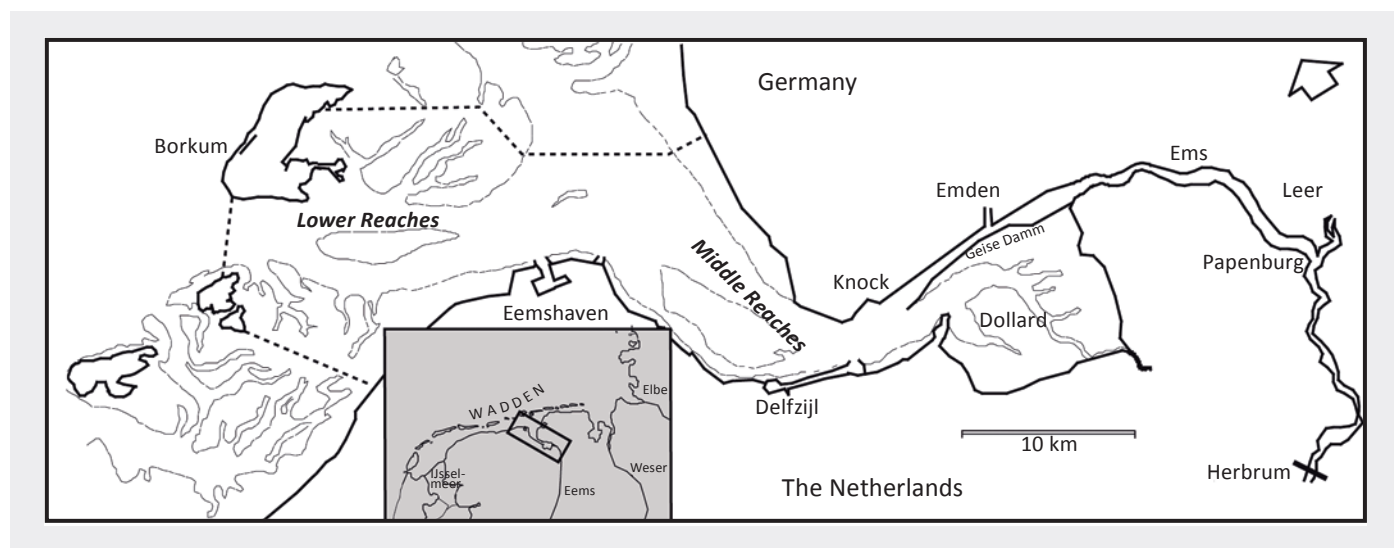 Germany
Borkum
Ems
Emden
Leer
Lower Reaches
Geise Damm
Middle Reaches
Papenburg
Knock
Eemshaven
Dollard
WADDEN
Elbe
Delfzijl
10 km
IJssel-
meer
Weser
Herbrum
Eems
The Netherlands